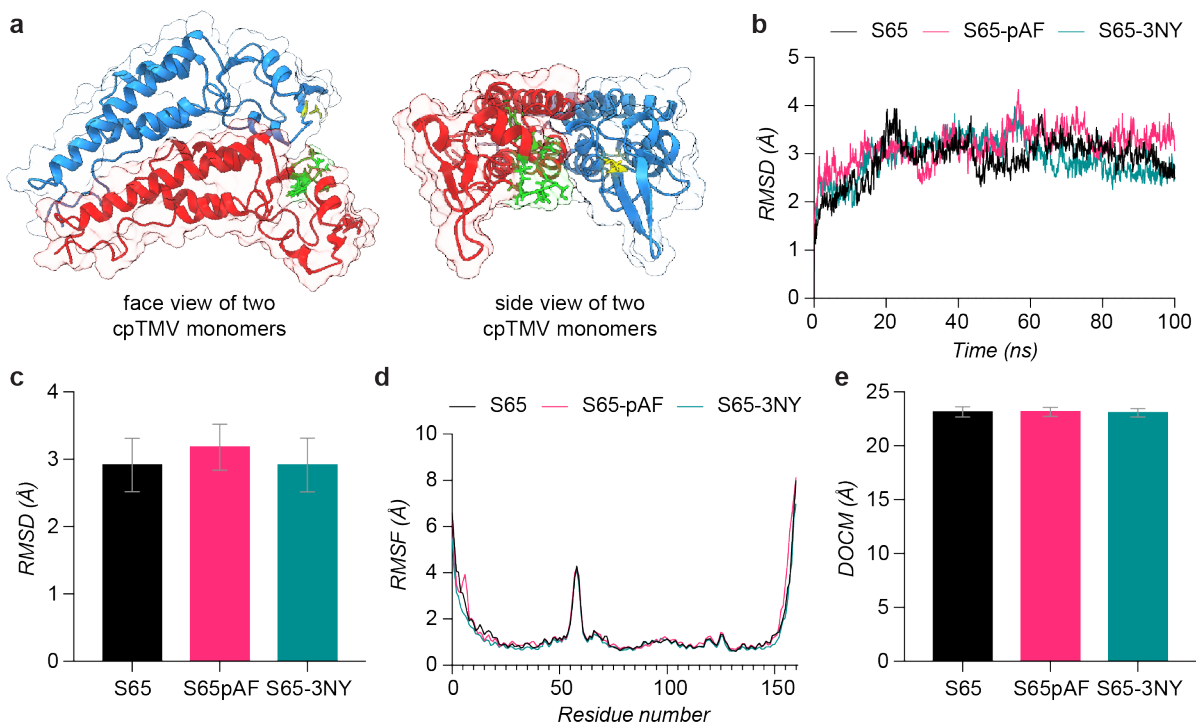 a
face view of two
cpTMV monomers
side view of two
cpTMV monomers
b
S65 S65-pAF S65-3NY
RMSD (Å)
5
4
3
2
1
0
0 20 40 60 80 100
Time (ns)
c
RMSD (Å)
4
3
2
1
0
S65 S65pAF S65-3NY
d
S65 S65-pAF S65-3NY
RMSF (Å)
10
8
6
4
2
0
0 50 100 150
Residue number
e
DOCM (Å)
25
20
15
10
5
0
S65 S65-pAF S65-3NY